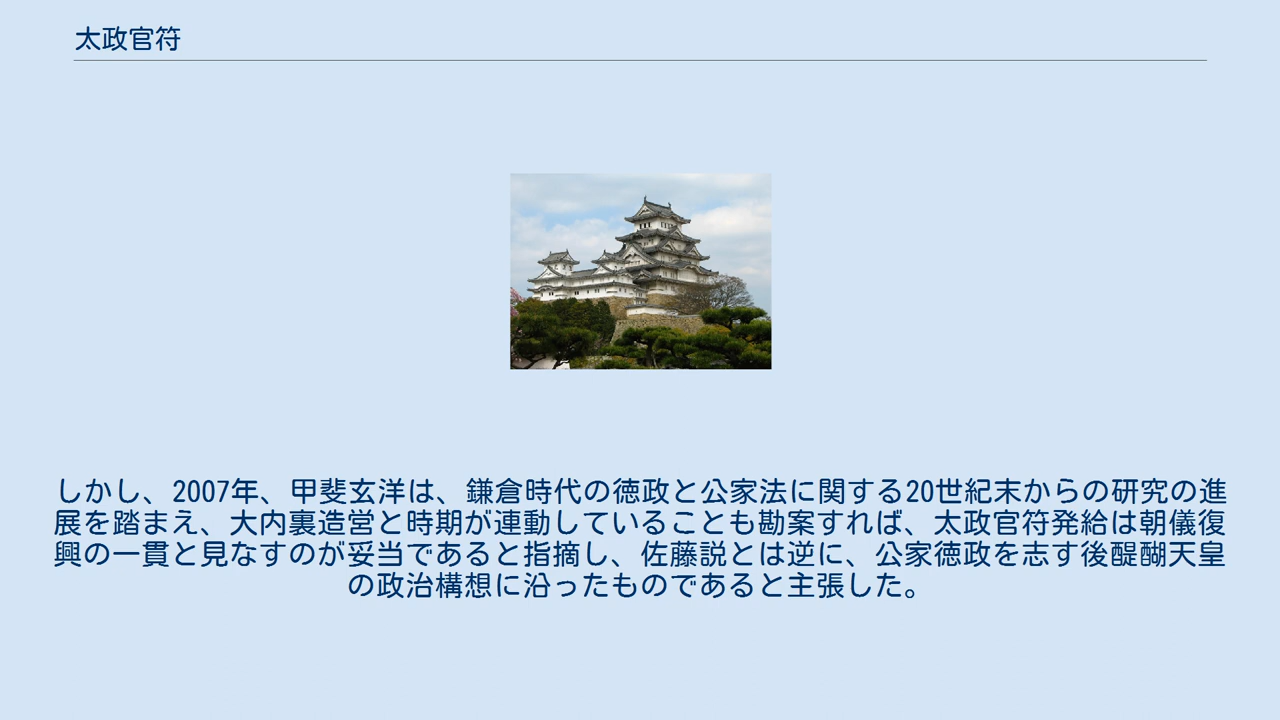 太政官符
しかし、2007年、甲斐玄洋は、鎌倉時代の徳政と公家法に関する20世紀末からの研究の進
展を踏まえ、大内裏造営と時期が連動していることも勘案すれば、太政官符発給は朝儀復
興の一貫と見なすのが妥当であると指摘し、佐藤説とは逆に、公家徳政を志す後醍醐天皇
の政治構想に沿ったものであると主張した。